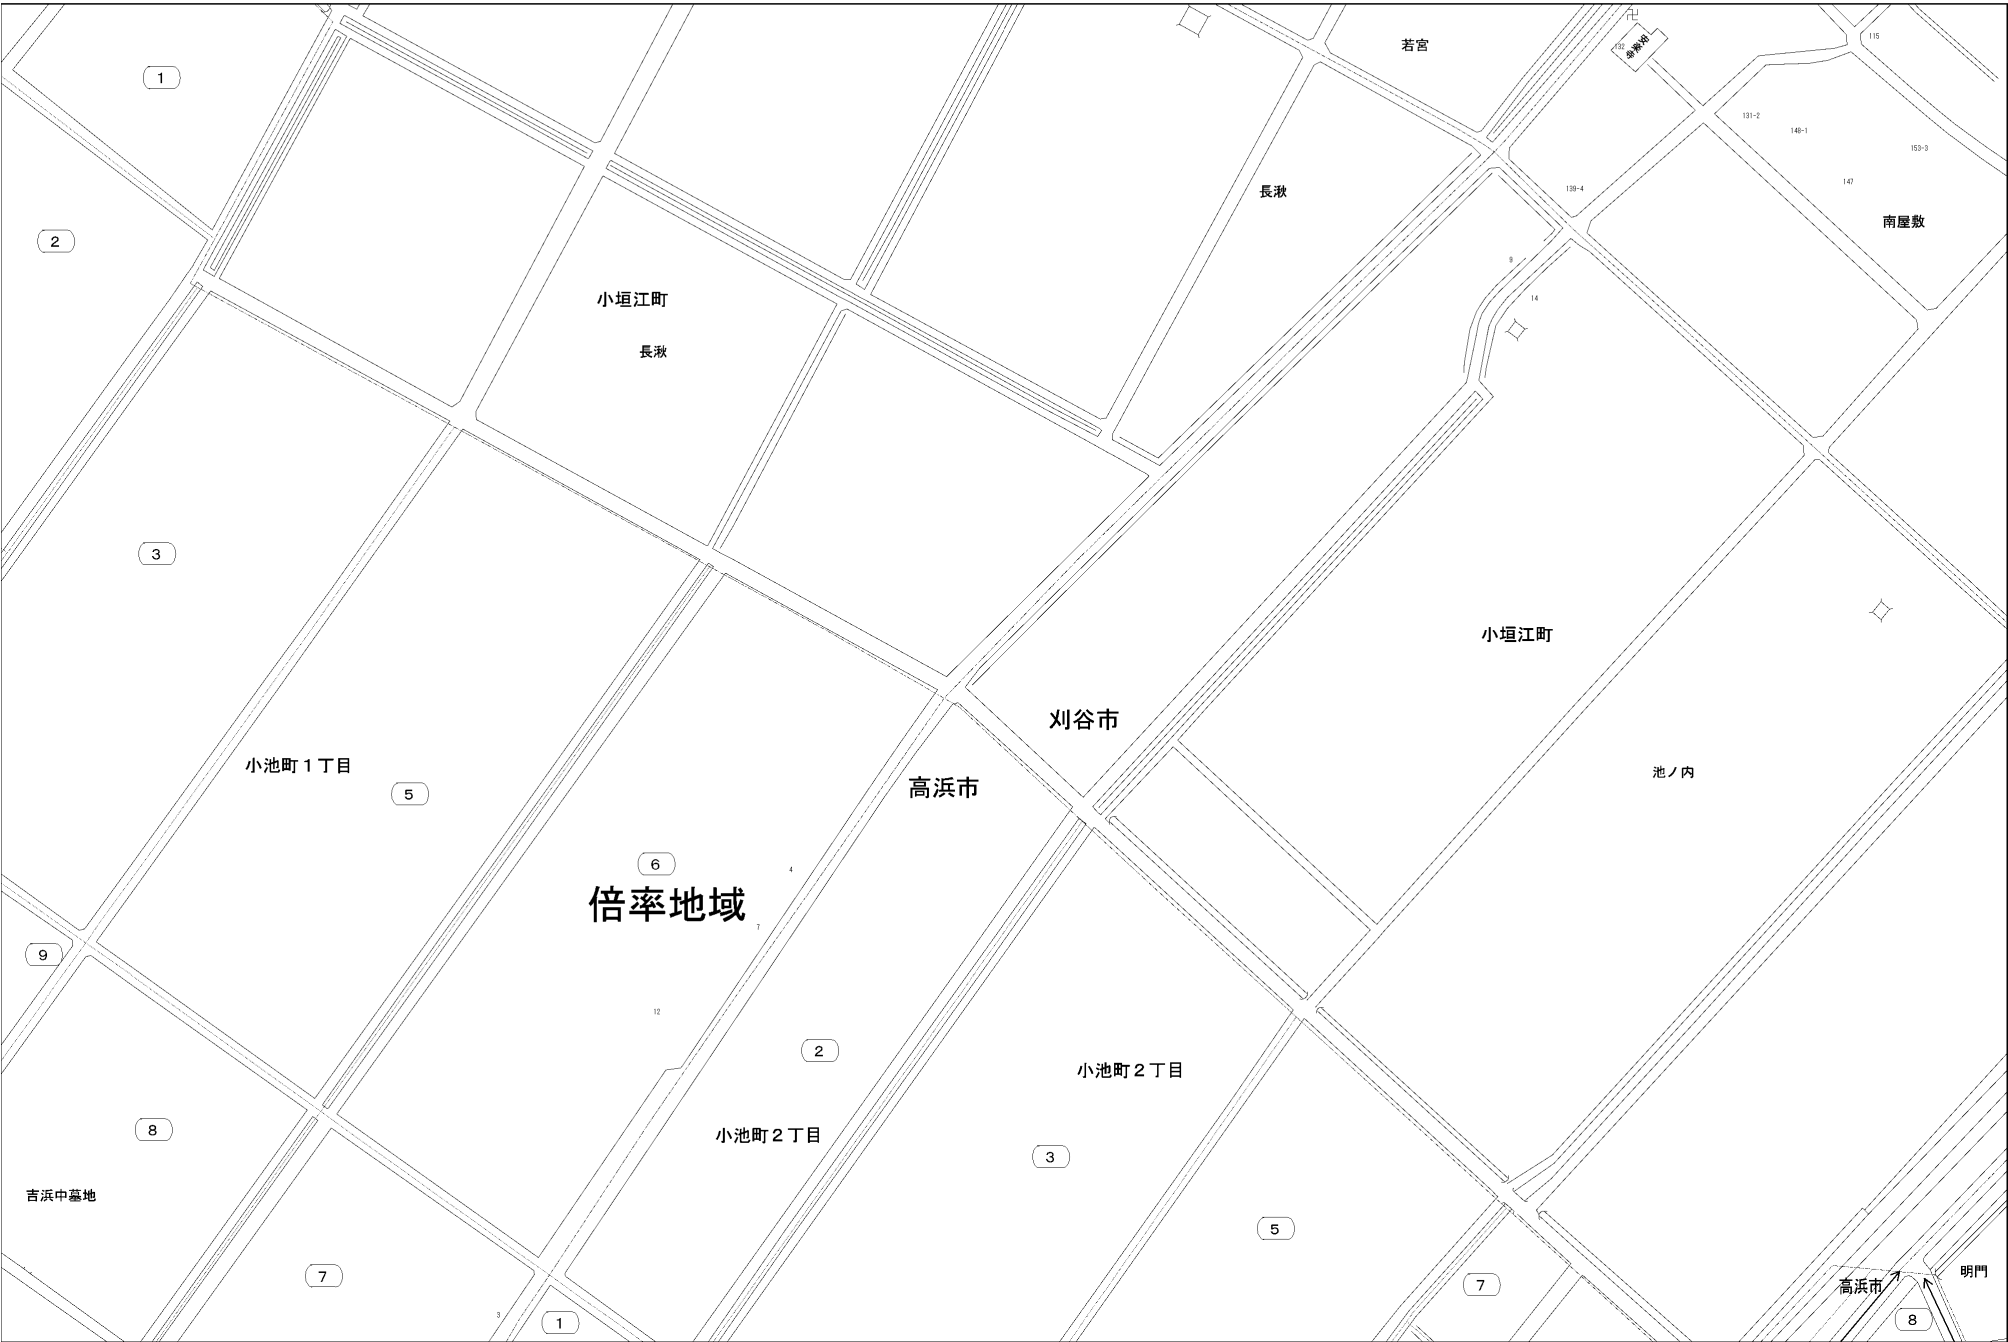 若宮
132
安楽寺
115
1
131-2
148-1
153-3
139-4
147
長湫
南屋敷
2
9
小垣江町
14
長湫
3
小垣江町
刈谷市
小池町1丁目
池ノ内
高浜市
5
6
4
倍率地域
7
9
12
2
小池町2丁目
8
小池町2丁目
3
吉浜中墓地
5
7
7
明門
高浜市
3
1
8